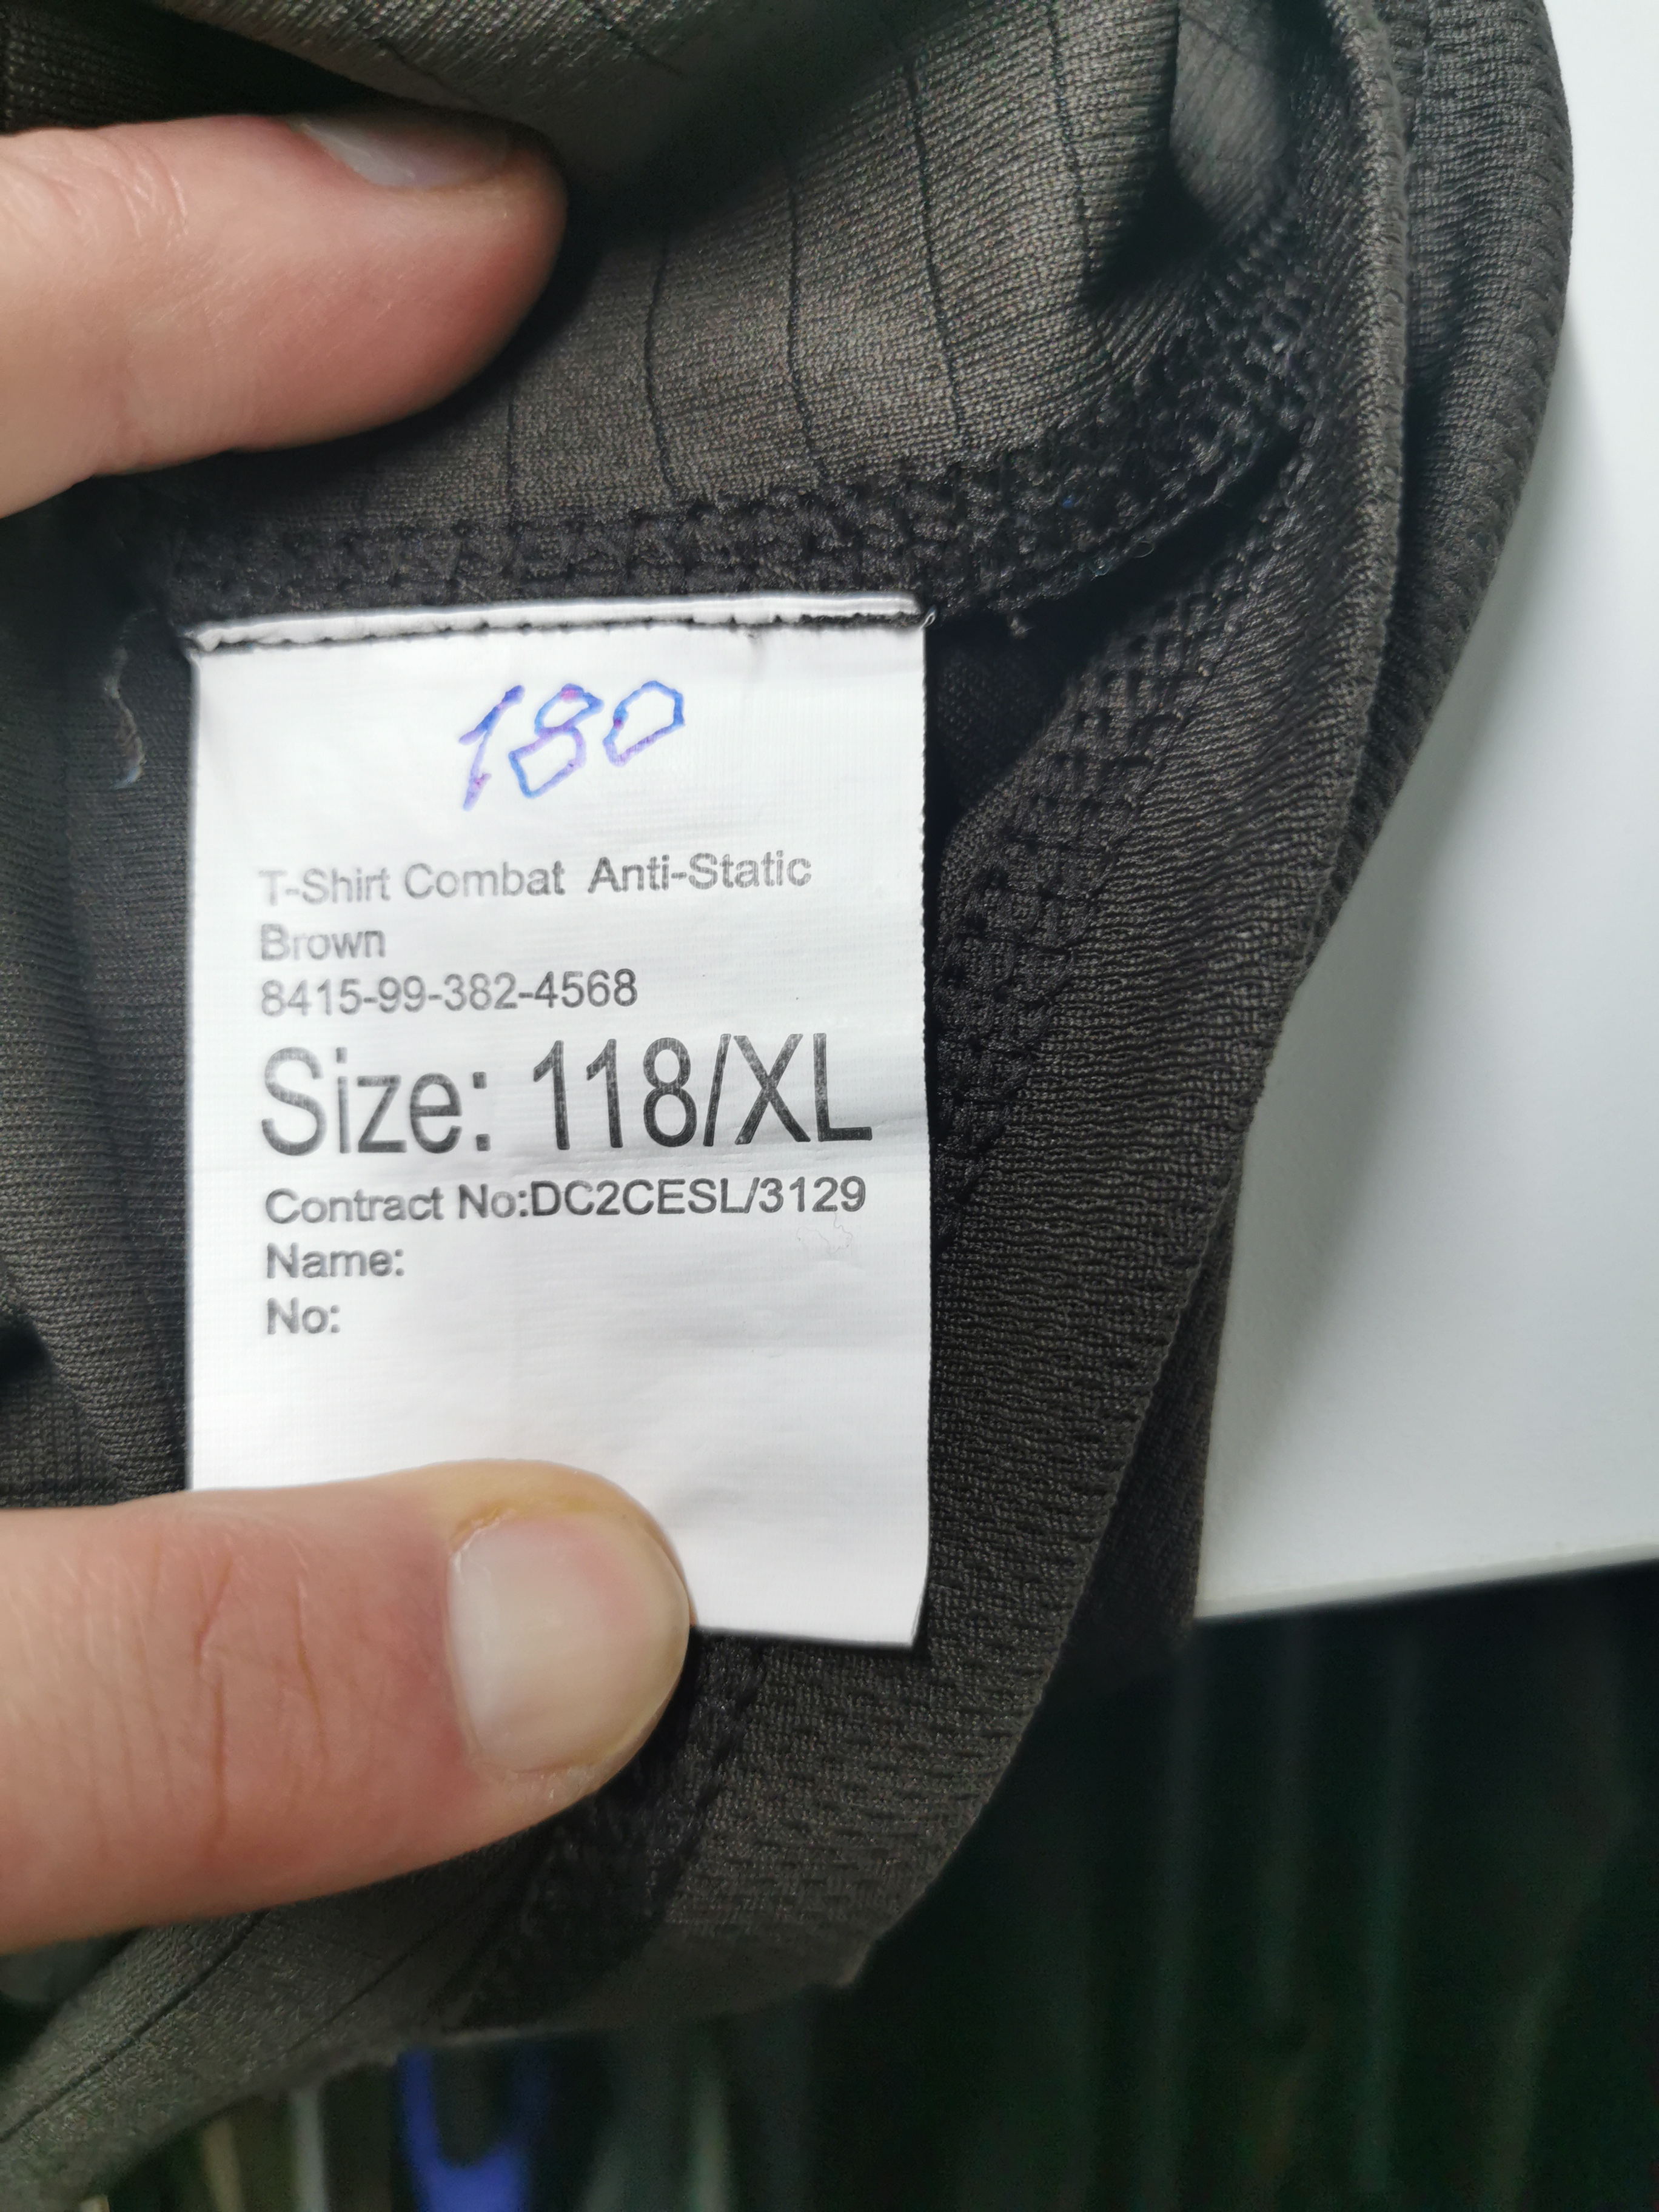 180
T-Shirt Combat Anti-Static
Brown
8415-99-382-4568
Size: 118/XL
Contract No:DC2CESL/3129
Name:
No: